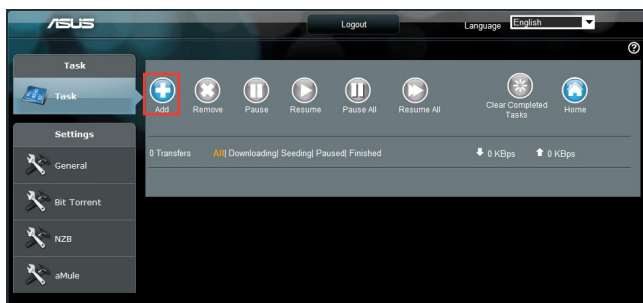 ASUS
Logout
Language English
?
Task
Task
Add Remove Pause Resume Pause All Resume All Clear Completed Tasks Home
Settings
0 Transfers All| Downloading| Seeding| Paused| Finished 0 KBps 0 KBps
General
Bit Torrent
NZB
aMule